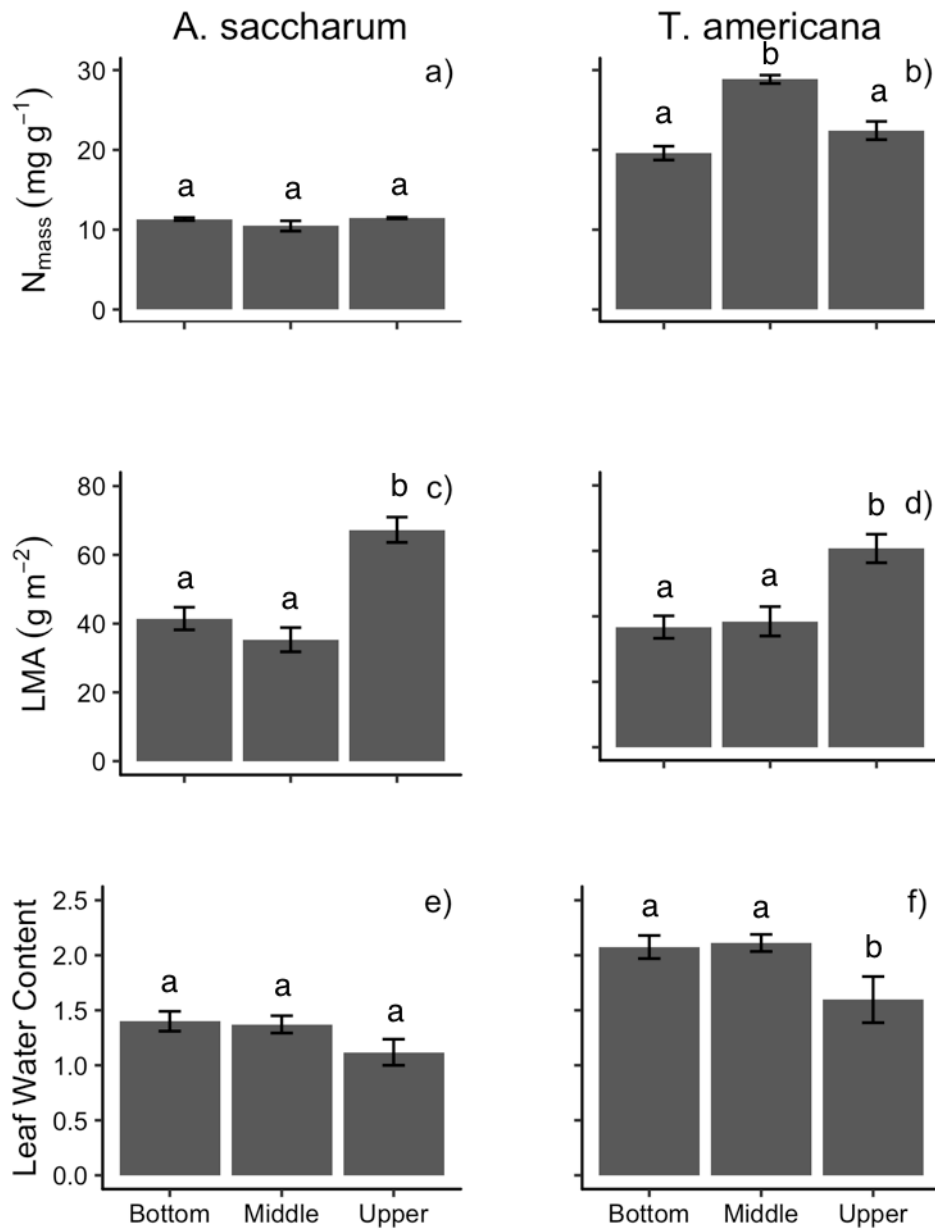 A. saccharum
T. americana
Nmass (mg g−1)
30
20
10
0
a)
a
a
a
b)
a
b
a
LMA (g m−2)
80
60
40
20
0
c)
a
a
b
d)
a
a
b
Leaf Water Content
2.5
2.0
1.5
1.0
0.5
0.0
e)
a
a
a
f)
a
a
b
Bottom Middle Upper
Bottom Middle Upper